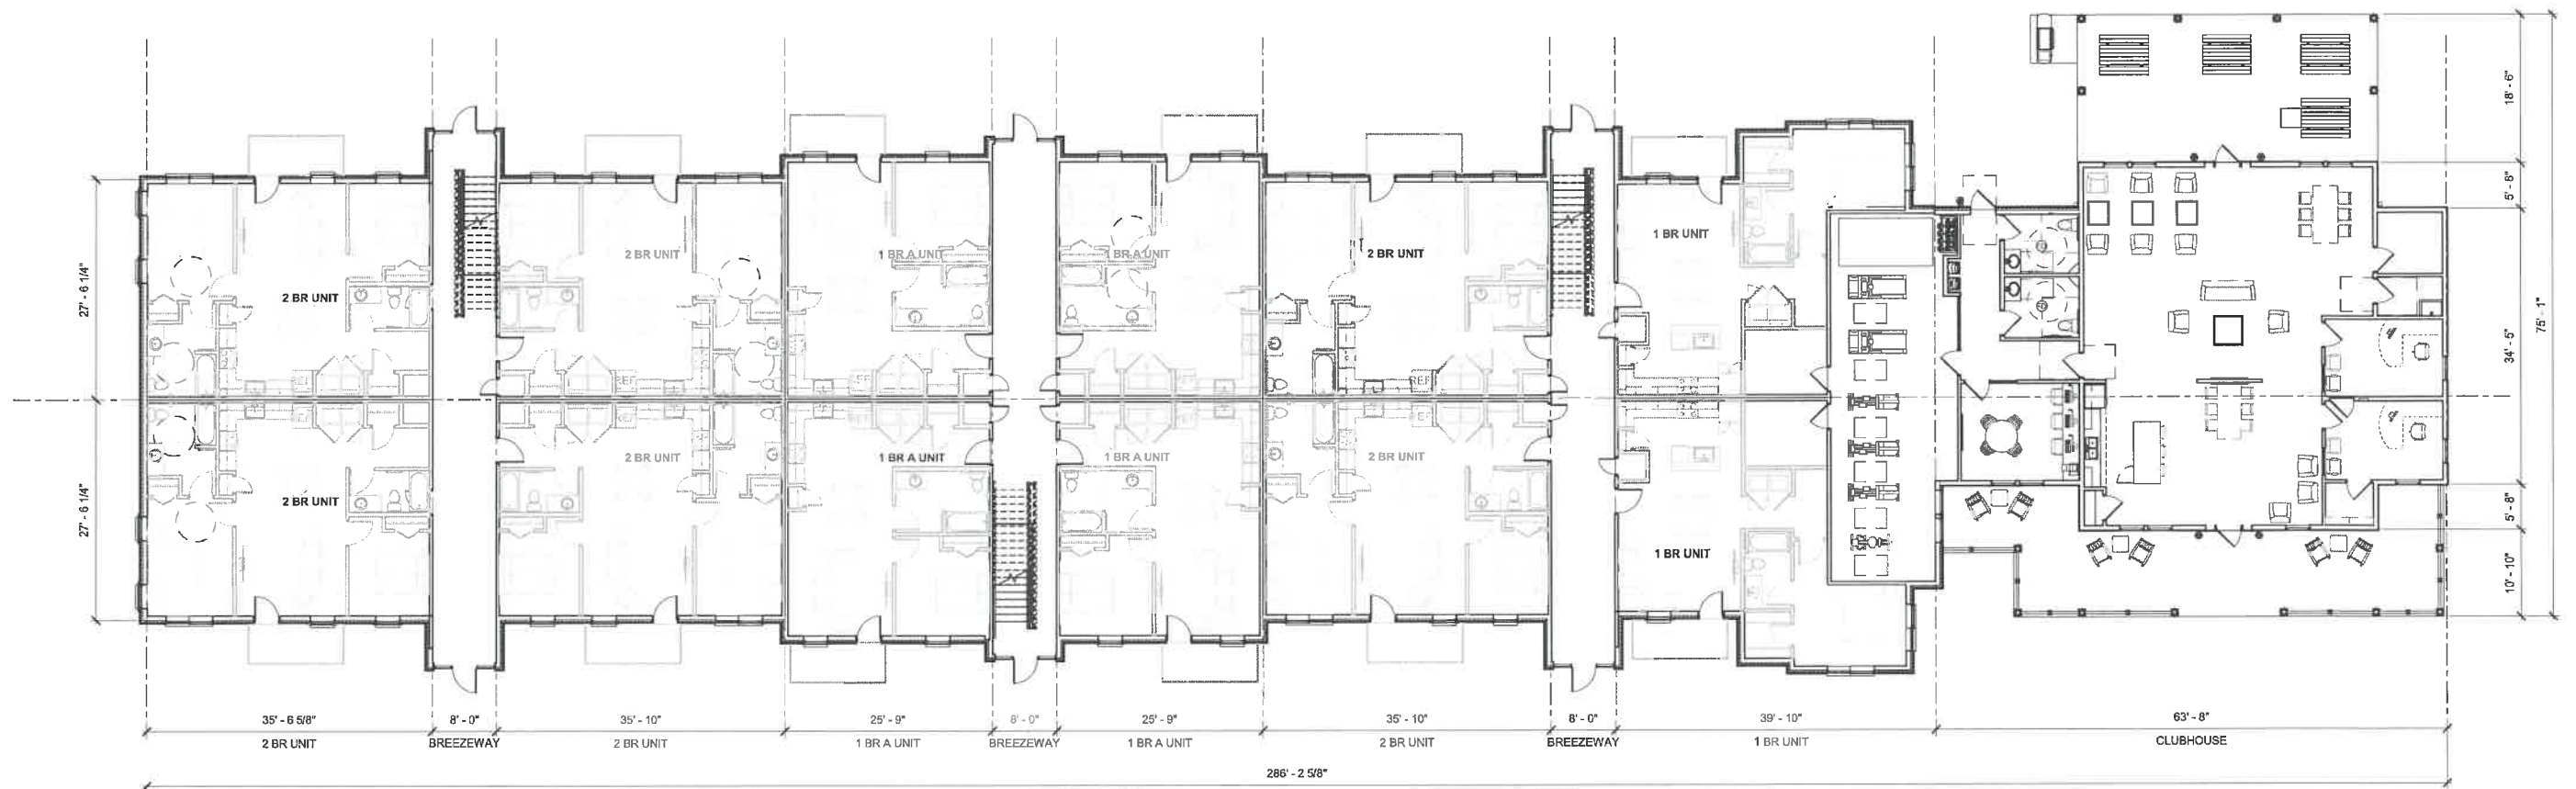 18' - 6"
5' - 8"
75' - 1"
34' - 5"
5' - 8"
10' - 10"
27' - 6 1/4"
27' - 6 1/4"
2 BR UNIT
2 BR UNIT
1 BR A UNIT
1 BR A UNIT
2 BR UNIT
1 BR UNIT
REF
REF
REF
REF
REF
2 BR UNIT
2 BR UNIT
1 BR A UNIT
1 BR A UNIT
2 BR UNIT
1 BR UNIT
35' - 6 5/8"
8' - 0"
35' - 10"
25' - 9"
8' - 0"
25' - 9"
35' - 10"
8' - 0"
39' - 10"
63' - 8"
2 BR UNIT
BREEZEWAY
2 BR UNIT
1 BR A UNIT
BREEZEWAY
1 BR A UNIT
2 BR UNIT
BREEZEWAY
1 BR UNIT
CLUBHOUSE
286' - 2 5/8"